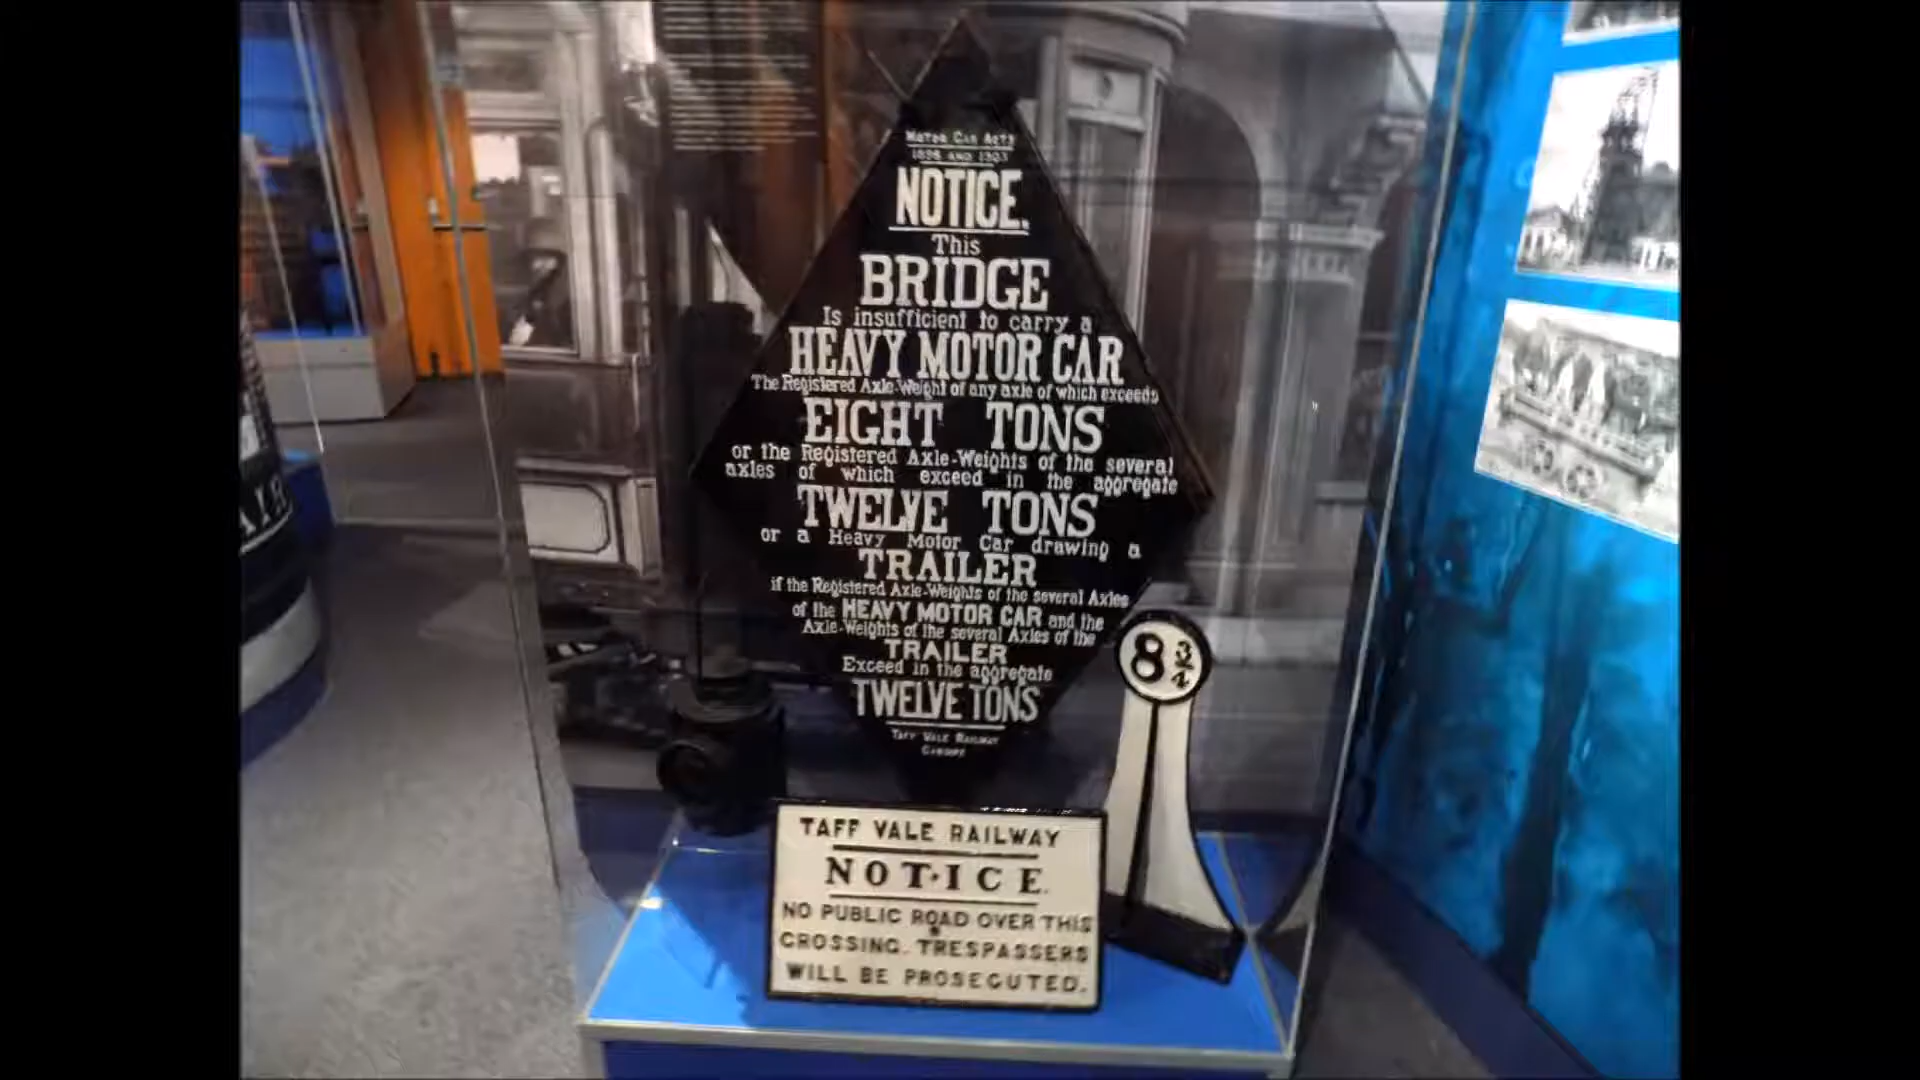 MOTOR CAR ACTS
1896 AND 1903
NOTICE.
This
BRIDGE
Is insufficient to carry a
HEAVY MOTOR CAR
The Registered Axle-Weight of any axle of which exceeds
EIGHT TONS
or the Registered Axle-Weights of the several
axles of which exceed in the aggregate
TWELVE TONS
or a Heavy Motor Car drawing a
TRAILER
if the Registered Axle-Weights of the several Axles
of the HEAVY MOTOR CAR and the
Axle-Weights of the several Axles of the
TRAILER
Exceed in the aggregate
TWELVE TONS
TAFF VALE RAILWAY
CARDIFF
8 3/4
TAFF VALE RAILWAY
NOTICE.
NO PUBLIC ROAD OVER THIS
CROSSING. TRESPASSERS
WILL BE PROSECUTED.